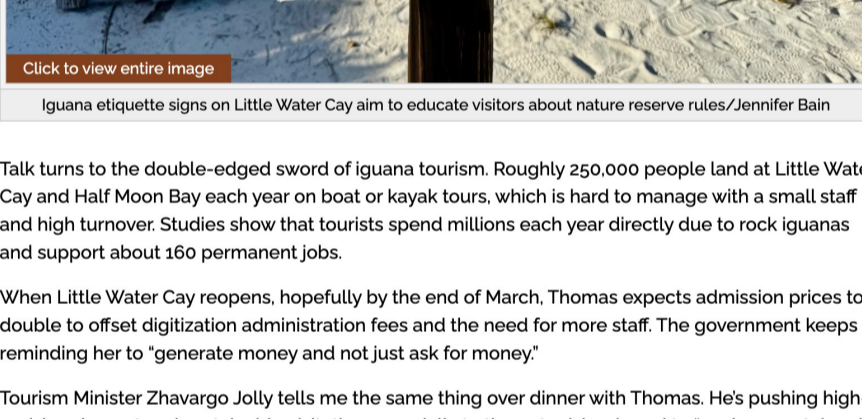 Click to view entire image
Iguana etiquette signs on Little Water Cay aim to educate visitors about nature reserve rules/Jennifer Bain
Talk turns to the double-edged sword of iguana tourism. Roughly 250,000 people land at Little Wate
Cay and Half Moon Bay each year on boat or kayak tours, which is hard to manage with a small staff
and high turnover. Studies show that tourists spend millions each year directly due to rock iguanas
and support about 160 permanent jobs.
When Little Water Cay reopens, hopefully by the end of March, Thomas expects admission prices to
double to offset digitization administration fees and the need for more staff. The government keeps
reminding her to “generate money and not just ask for money.”
Tourism Minister Zhavargo Jolly tells me the same thing over dinner with Thomas. He’s pushing high